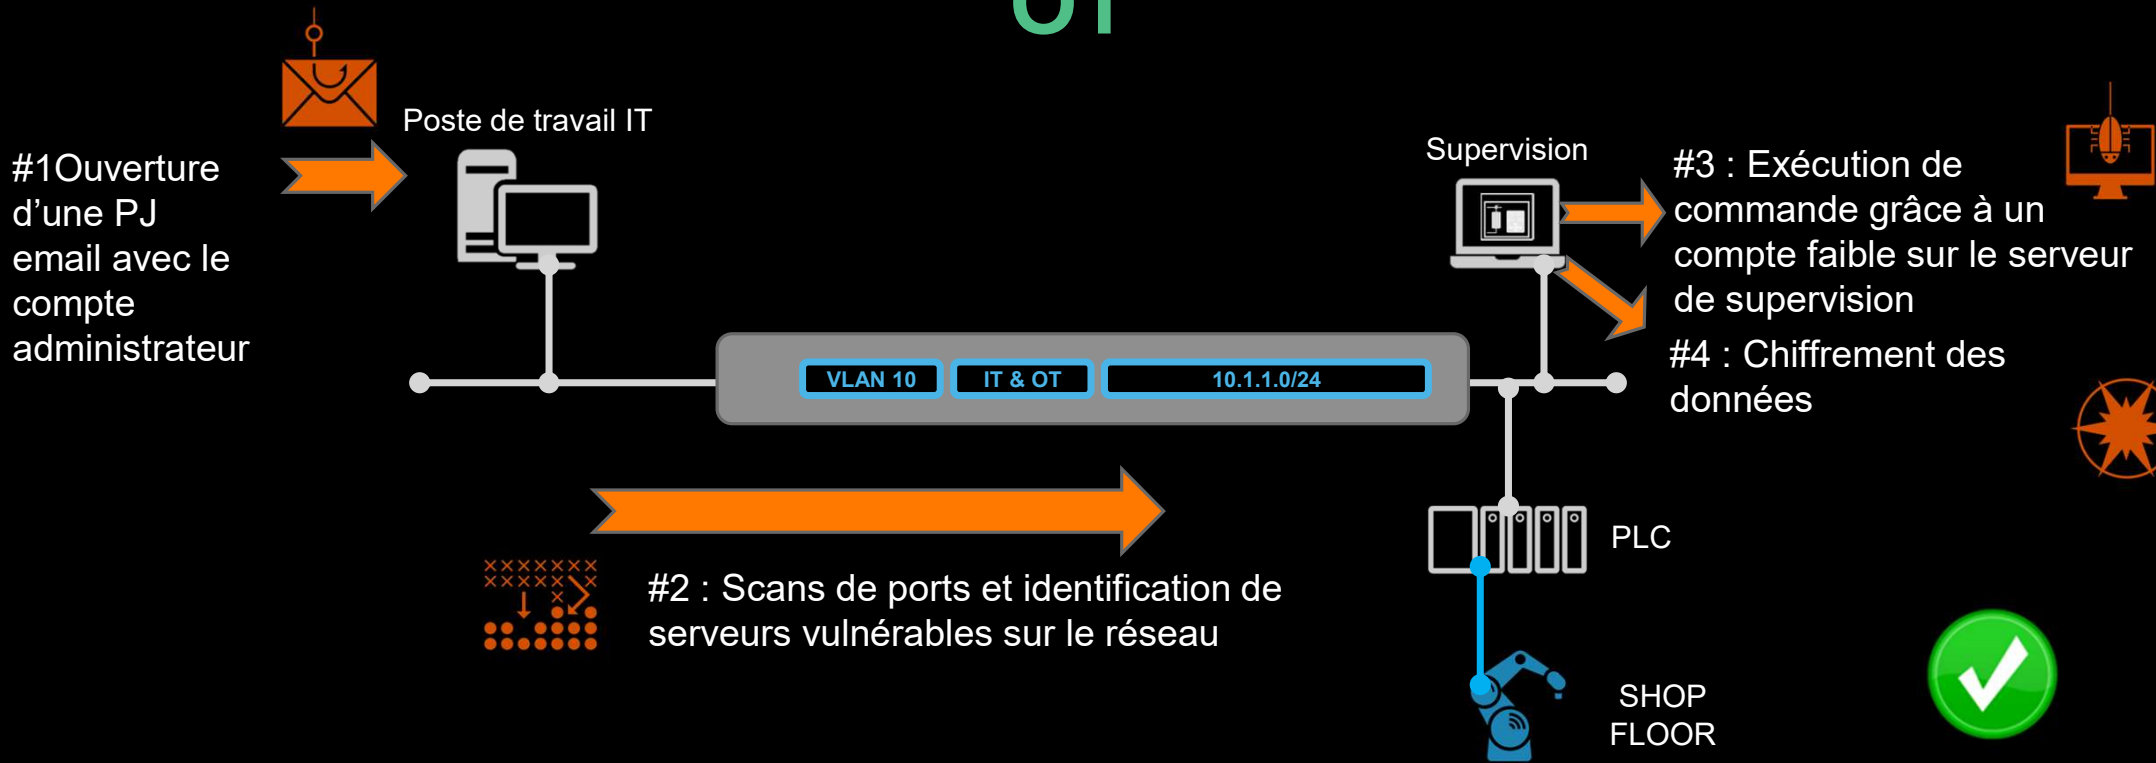 OT
Poste de travail IT
#1Ouverture
d’une PJ
email avec le
compte
administrateur
Supervision
#3 : Exécution de
commande grâce à un
compte faible sur le serveur
de supervision
#4 : Chiffrement des
données
VLAN 10
IT & OT
10.1.1.0/24
#2 : Scans de ports et identification de
serveurs vulnérables sur le réseau
PLC
SHOP
FLOOR